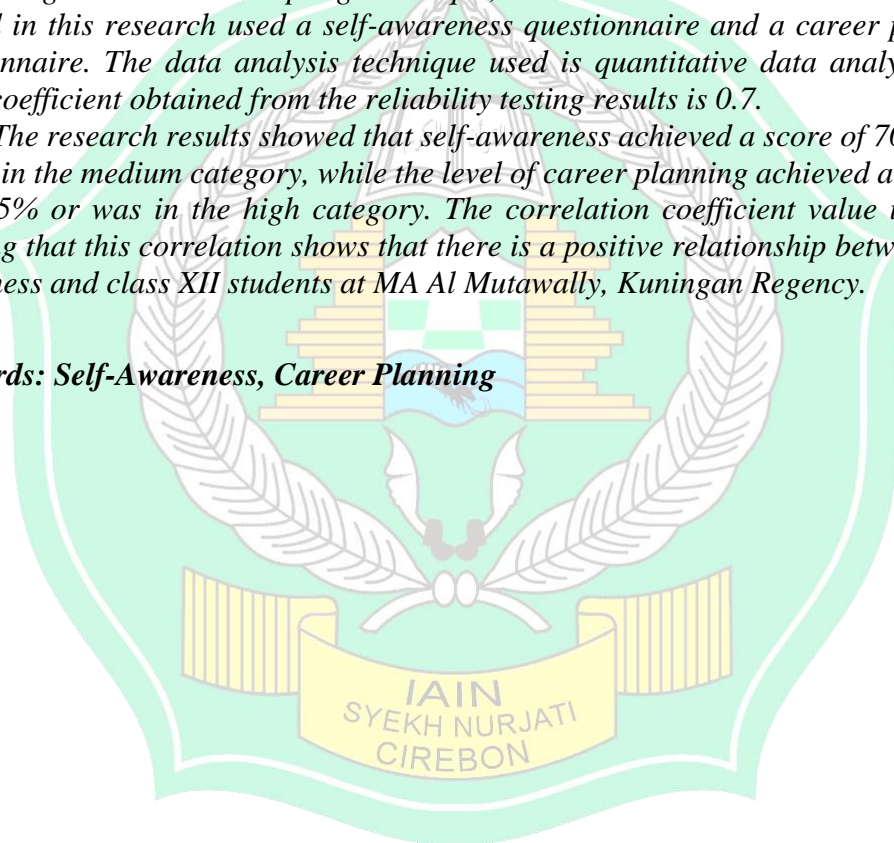 in this research used a self-awareness questionnaire and a career p
nnaire. The data analysis technique used is quantitative data analy
coefficient obtained from the reliability testing results is 0.7.
The research results showed that self-awareness achieved a score of 70
in the medium category, while the level of career planning achieved a
5% or was in the high category. The correlation coefficient value
g that this correlation shows that there is a positive relationship betw
ness and class XII students at MA Al Mutawally, Kuningan Regency.
rds: Self-Awareness, Career Planning
IAIN
SYEKH NURJATI
CIREBON